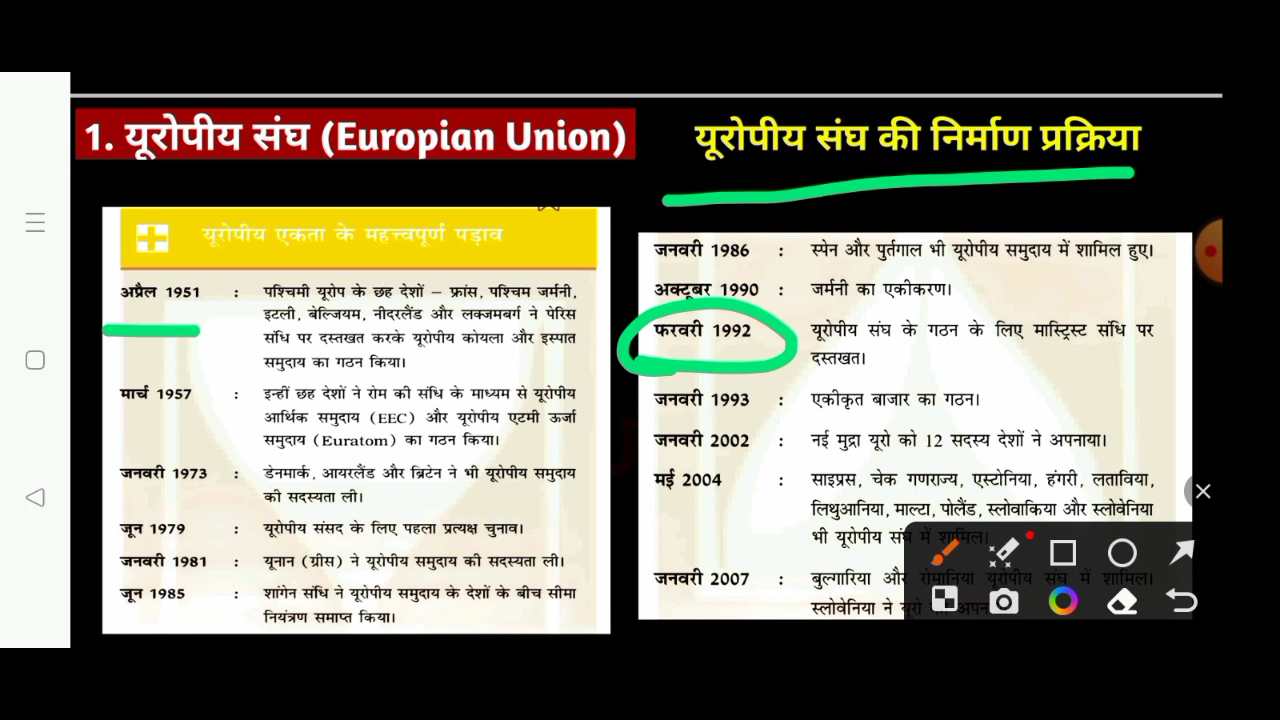 1. यूरोपीय संघ (Europian Union)
यूरोपीय संघ की निर्माण प्रक्रिया
यूरोपीय एकता के महत्त्वपूर्ण पड़ाव
अप्रैल 1951 : पश्चिमी यूरोप के छह देशों – फ्रांस, पश्चिम जर्मनी,
इटली, बेल्जियम, नीदरलैंड और लक्जमबर्ग ने पेरिस
संधि पर दस्तखत करके यूरोपीय कोयला और इस्पात
समुदाय का गठन किया।
मार्च 1957 : इन्हीं छह देशों ने रोम की संधि के माध्यम से यूरोपीय
आर्थिक समुदाय (EEC) और यूरोपीय एटमी ऊर्जा
समुदाय (Euratom) का गठन किया।
जनवरी 1973 : डेनमार्क, आयरलैंड और ब्रिटेन ने भी यूरोपीय समुदाय
की सदस्यता ली।
जून 1979 : यूरोपीय संसद के लिए पहला प्रत्यक्ष चुनाव।
जनवरी 1981 : यूनान (ग्रीस) ने यूरोपीय समुदाय की सदस्यता ली।
जून 1985 : शांगेन संधि ने यूरोपीय समुदाय के देशों के बीच सीमा
नियंत्रण समाप्त किया।
जनवरी 1986 : स्पेन और पुर्तगाल भी यूरोपीय समुदाय में शामिल हुए।
अक्टूबर 1990 : जर्मनी का एकीकरण।
फरवरी 1992 यूरोपीय संघ के गठन के लिए मास्ट्रिस्ट संधि पर
दस्तखत।
जनवरी 1993 : एकीकृत बाजार का गठन।
जनवरी 2002 : नई मुद्रा यूरो को 12 सदस्य देशों ने अपनाया।
मई 2004 : साइप्रस, चेक गणराज्य, एस्टोनिया, हंगरी, लताविया,
लिथुआनिया, माल्टा, पोलैंड, स्लोवाकिया और स्लोवेनिया
भी यूरोपीय संघ में शामिल।
जनवरी 2007 : बुल्गारिया और रोमानिया यूरोपीय संघ में शामिल।
स्लोवेनिया ने यूरो